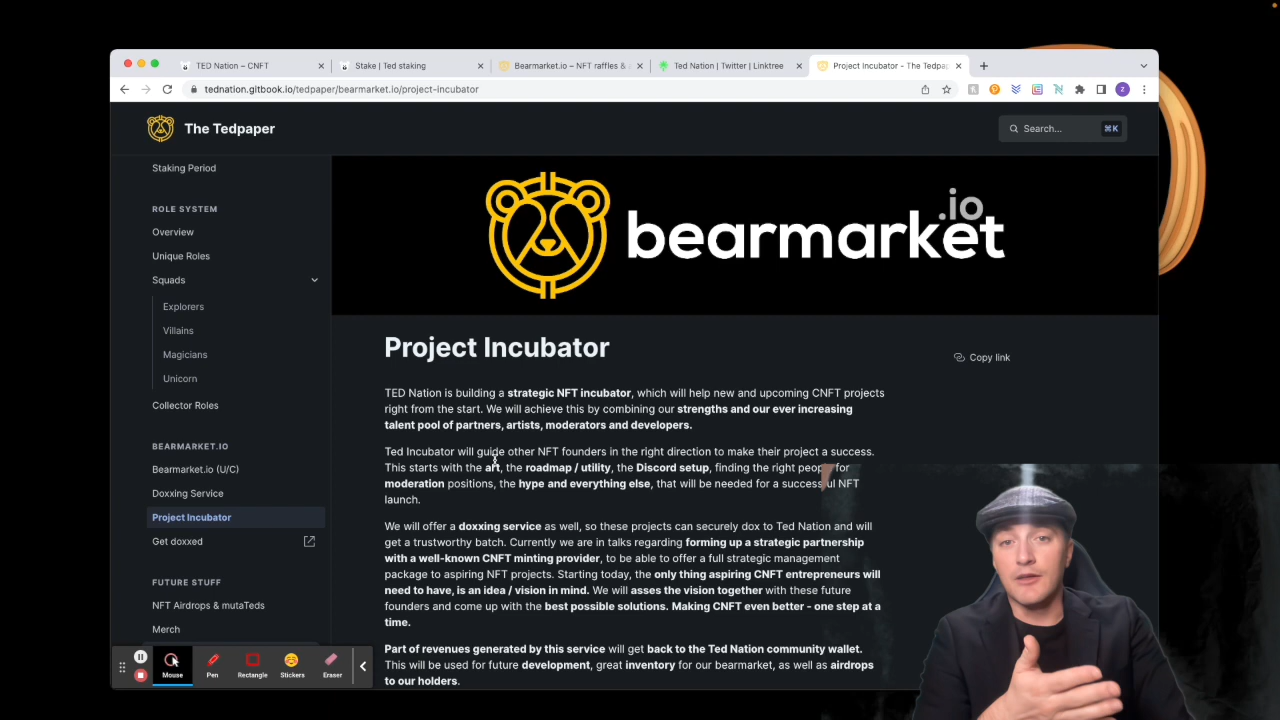 TED Nation – CNFT
Stake | Ted staking
Bearmarket.io – NFT raffles &
Ted Nation | Twitter | Linktree
Project Incubator - The Tedpap
tednation.gitbook.io/tedpaper/bearmarket.io/project-incubator
z
The Tedpaper
Search...
⌘K
Staking Period
ROLE SYSTEM
Overview
Unique Roles
Squads
Explorers
Villains
Magicians
Unicorn
Collector Roles
BEARMARKET.IO
Bearmarket.io (U/C)
Doxxing Service
Project Incubator
Get doxxed
FUTURE STUFF
NFT Airdrops & mutaTeds
Merch
bearmarket.io
Project Incubator
Copy link
TED Nation is building a strategic NFT incubator, which will help new and upcoming CNFT projects
right from the start. We will achieve this by combining our strengths and our ever increasing
talent pool of partners, artists, moderators and developers.
Ted Incubator will guide other NFT founders in the right direction to make their project a success.
This starts with the art, the roadmap / utility, the Discord setup, finding the right people for
moderation positions, the hype and everything else, that will be needed for a successful NFT
launch.
We will offer a doxxing service as well, so these projects can securely dox to Ted Nation and will
get a trustworthy batch. Currently we are in talks regarding forming up a strategic partnership
with a well-known CNFT minting provider, to be able to offer a full strategic management
package to aspiring NFT projects. Starting today, the only thing aspiring CNFT entrepreneurs will
need to have, is an idea / vision in mind. We will asses the vision together with these future
founders and come up with the best possible solutions. Making CNFT even better - one step at a
time.
Part of revenues generated by this service will get back to the Ted Nation community wallet.
This will be used for future development, great inventory for our bearmarket, as well as airdrops
to our holders.
Mouse
Pen
Rectangle
Stickers
Eraser